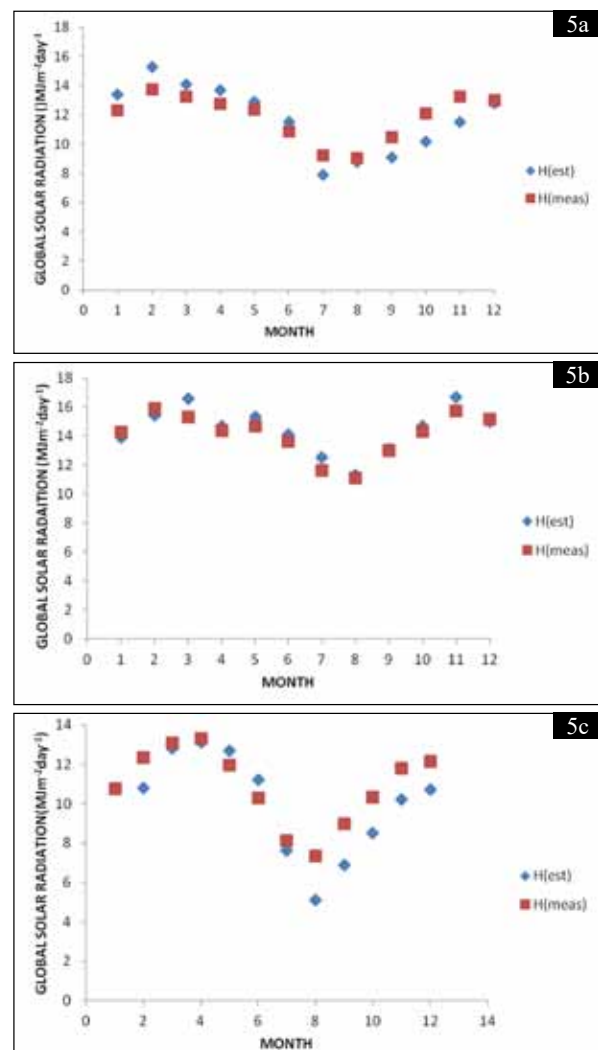 5a
GLOBAL SOLAR RADIATION ()MJm⁻²day⁻¹
18
16
14
12
10
8
6
4
2
0
0 1 2 3 4 5 6 7 8 9 10 11 12
MONTH
H(est)
H(meas)
5b
GLOBAL SOLAR RADAITION (MJm⁻²day⁻¹)
18
16
14
12
10
8
6
4
2
0
0 1 2 3 4 5 6 7 8 9 10 11 12
MONTH
H(est)
H(meas)
5c
GLOBAL SOLAR RADIATION(MJm⁻²day⁻¹)
14
12
10
8
6
4
2
0
0 2 4 6 8 10 12 14
MONTH
H(est)
H(meas)